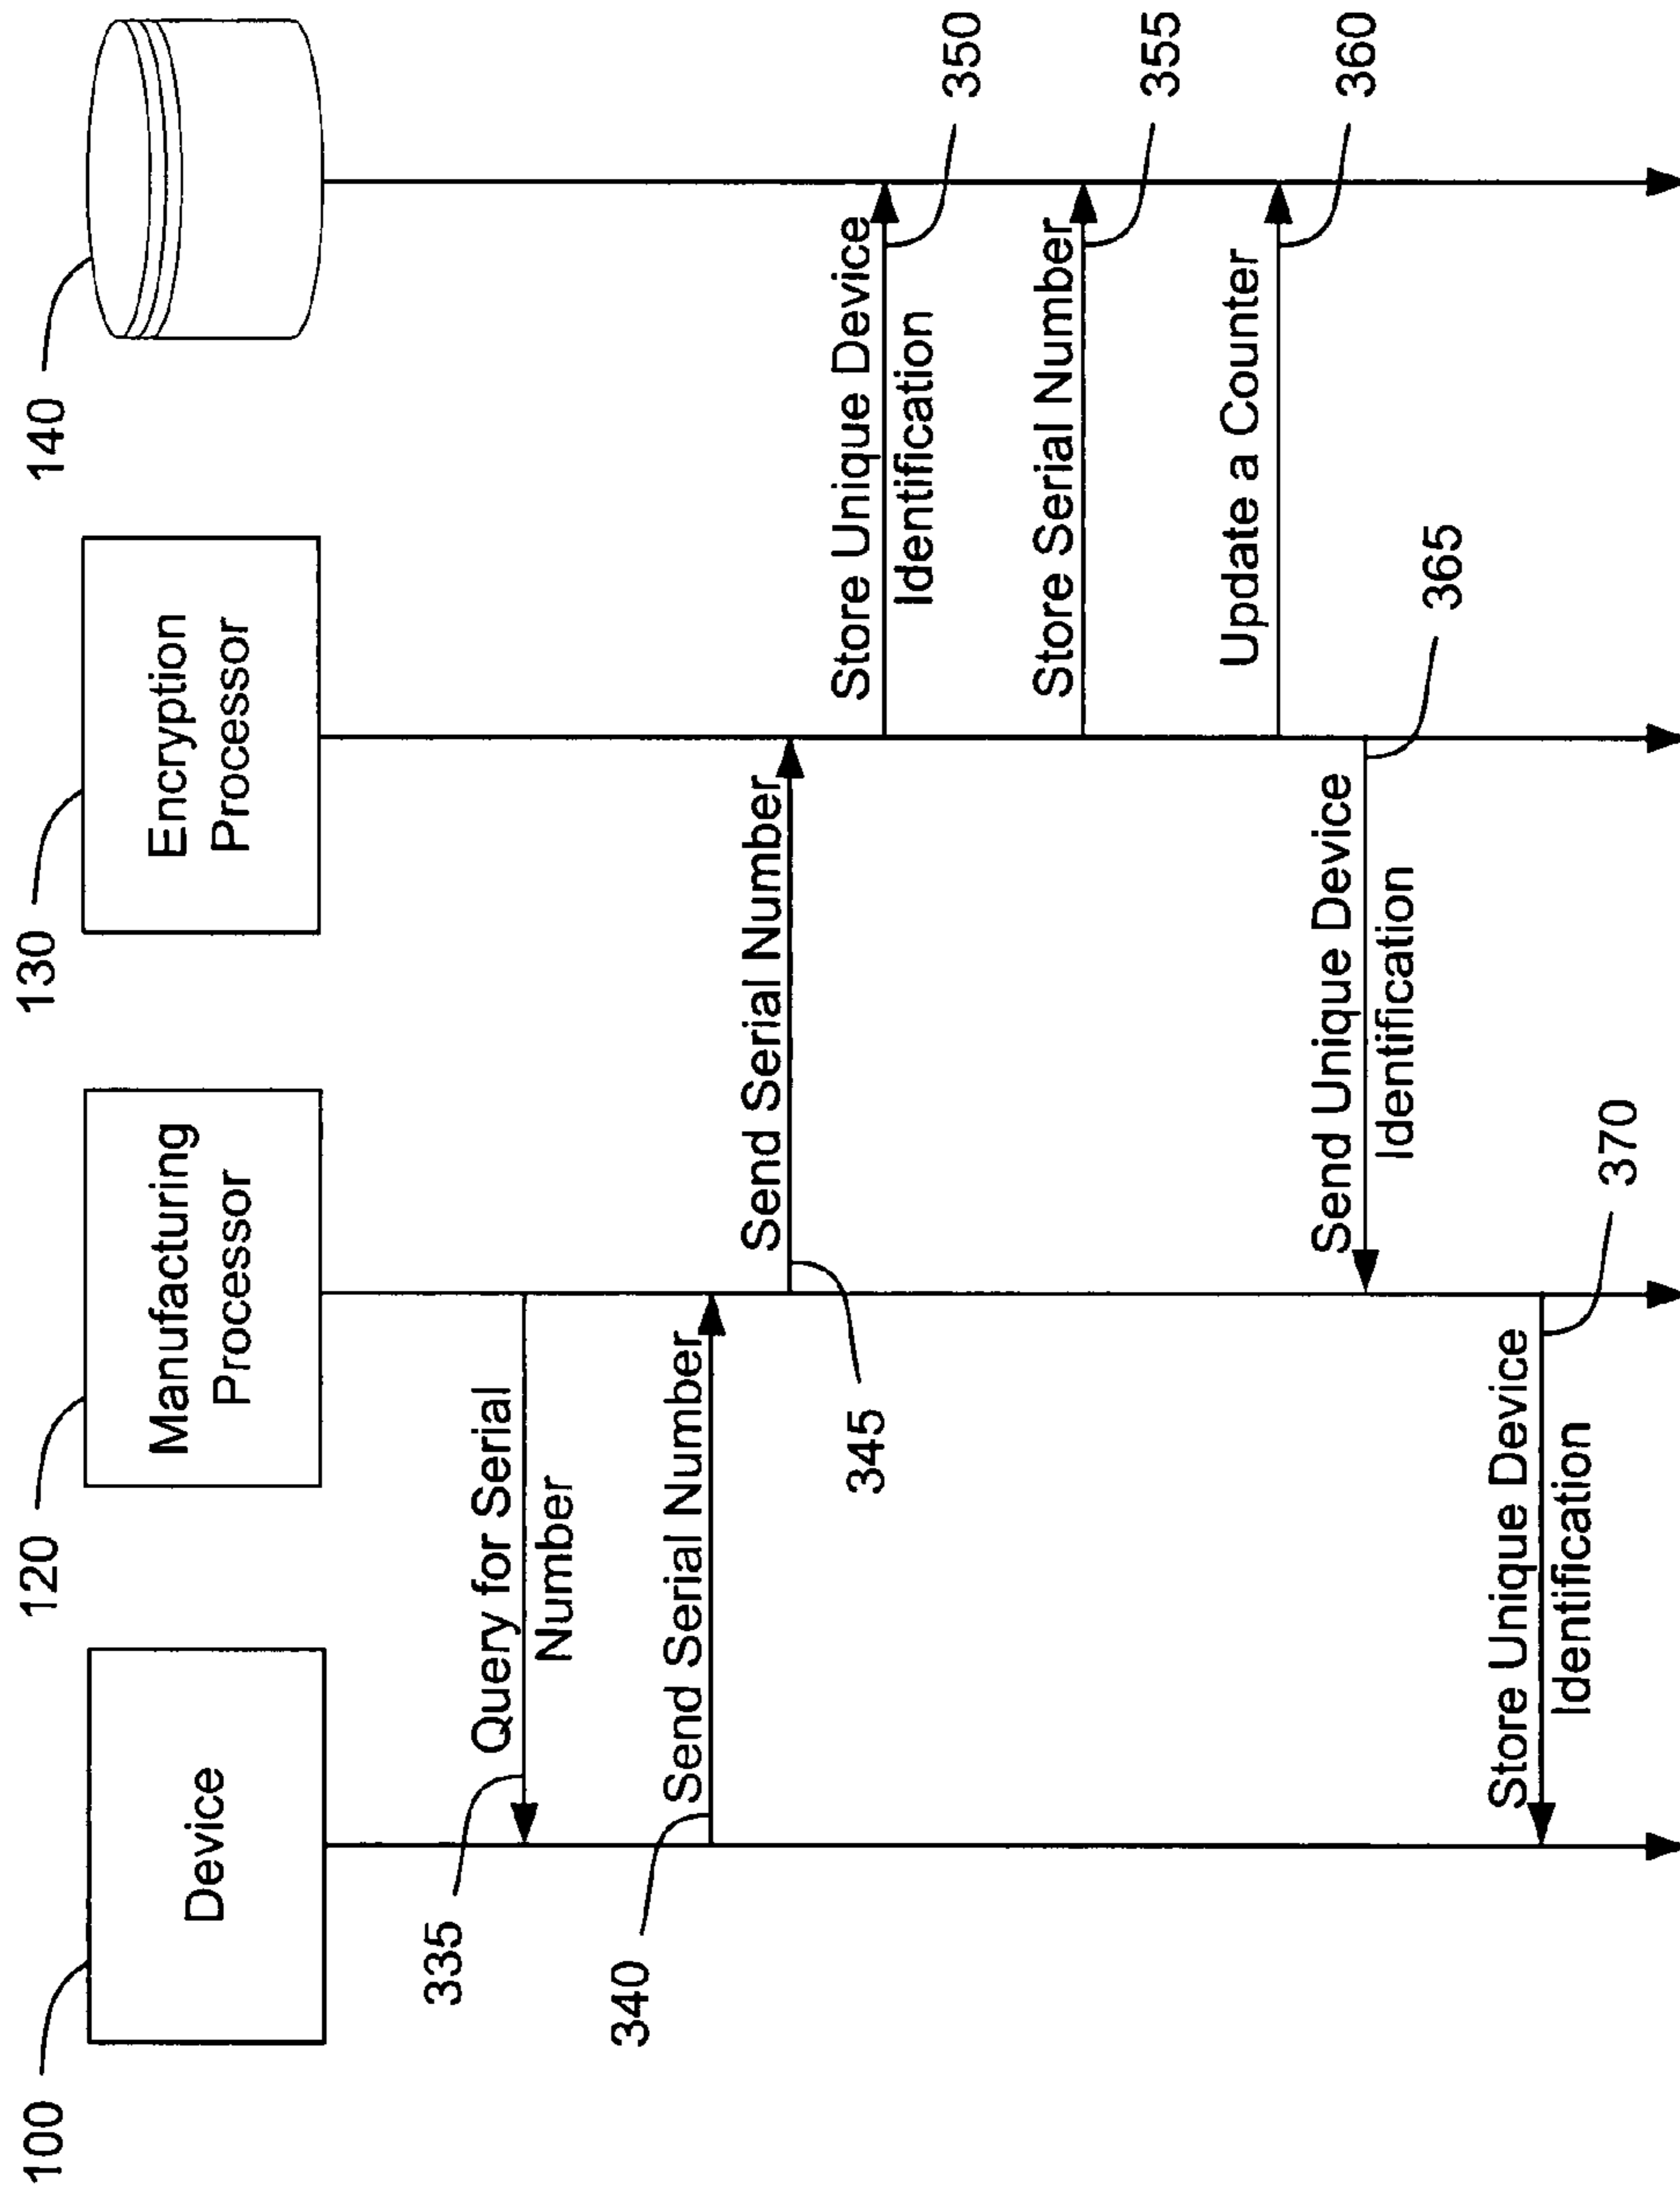 100
Device
120
Manufacturing
Processor
130
Encryption
Processor
140
335
Query for Serial
Number
340
Send Serial Number
345
Send Serial Number
Store Unique Device
Identification
350
Store Serial Number
355
Update a Counter
360
Send Unique Device
Identification
365
Store Unique Device
Identification
370